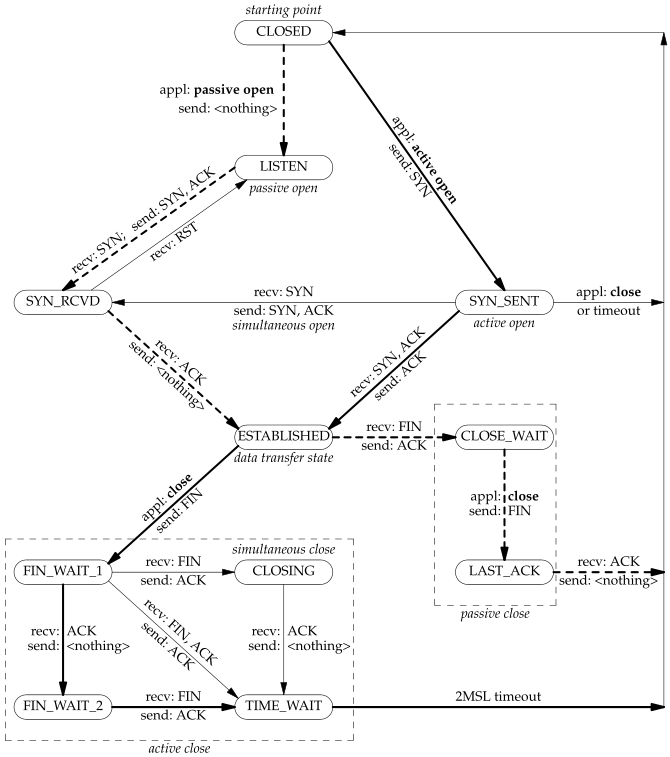 starting point
CLOSED
appl: passive open
send: <nothing>
appl: active open
send: SYN
LISTEN
passive open
recv: SYN; send: SYN, ACK
recv: RST
SYN_RCVD
recv: SYN
send: SYN, ACK
simultaneous open
SYN_SENT
active open
appl: close
or timeout
recv: ACK
send: <nothing>
recv: SYN, ACK
send: ACK
ESTABLISHED
data transfer state
recv: FIN
send: ACK
CLOSE_WAIT
appl: close
send: FIN
appl: close
send: FIN
simultaneous close
FIN_WAIT_1
recv: FIN
send: ACK
CLOSING
LAST_ACK
recv: ACK
send: <nothing>
passive close
recv: ACK
send: <nothing>
recv: FIN, ACK
send: ACK
recv: ACK
send: <nothing>
FIN_WAIT_2
recv: FIN
send: ACK
TIME_WAIT
2MSL timeout
active close